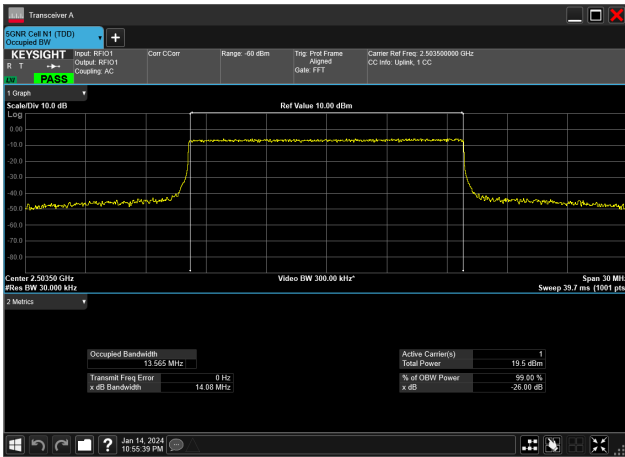 Transceiver A
5GNR Cell N1 (TDD)
Occupied BW
KEYSIGHT
R T
PASS
Input: RFIO1
Output: RFIO1
Coupling: AC
Corr CCorr
Range: -60 dBm
Trig: Prot Frame
Aligned
Gate: FFT
Carrier Ref Freq: 2.503500000 GHz
CC Info: Uplink, 1 CC
1 Graph
Scale/Div 10.0 dB
Ref Value 10.00 dBm
Log
0.00
-10.0
-20.0
-30.0
-40.0
-50.0
-60.0
-70.0
-80.0
Center 2.50350 GHz
Video BW 300.00 kHz*
Span 30 MHz
#Res BW 30.000 kHz
Sweep 39.7 ms (1001 pts
2 Metrics
Occupied Bandwidth
13.565 MHz
Transmit Freq Error 0 Hz
x dB Bandwidth 14.08 MHz
Active Carrier(s) 1
Total Power 19.5 dBm
% of OBW Power 99.00 %
x dB -26.00 dB
Jan 14, 2024
10:55:39 PM